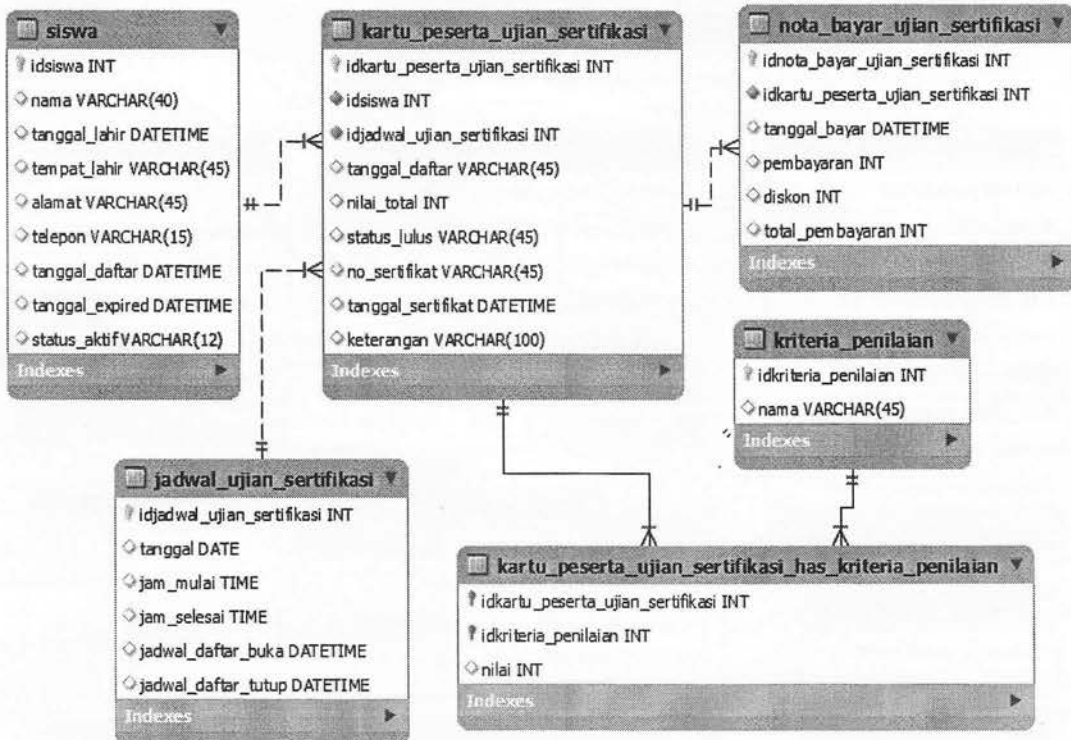 siswa
idsiswa INT
nama VARCHAR(40)
tanggal_lahir DATETIME
tempat_lahir VARCHAR(45)
alamat VARCHAR(45)
telepon VARCHAR(15)
tanggal_daftar DATETIME
tanggal_expired DATETIME
status_aktif VARCHAR(12)
Indexes
kartu_peserta_ujian_sertifikasi
idkartu_peserta_ujian_sertifikasi INT
idsiswa INT
idjadwal_ujian_sertifikasi INT
tanggal_daftar VARCHAR(45)
nilai_total INT
status_lulus VARCHAR(45)
no_sertifikat VARCHAR(45)
tanggal_sertifikat DATETIME
keterangan VARCHAR(100)
Indexes
nota_bayar_ujian_sertifikasi
idnota_bayar_ujian_sertifikasi INT
idkartu_peserta_ujian_sertifikasi INT
tanggal_bayar DATETIME
pembayaran INT
diskon INT
total_pembayaran INT
Indexes
kriteria_penilaian
idkriteria_penilaian INT
nama VARCHAR(45)
Indexes
jadwal_ujian_sertifikasi
idjadwal_ujian_sertifikasi INT
tanggal DATE
jam_mulai TIME
jam_selesai TIME
jadwal_daftar_buka DATETIME
jadwal_daftar_tutup DATETIME
Indexes
kartu_peserta_ujian_sertifikasi_has_kriteria_penilaian
idkartu_peserta_ujian_sertifikasi INT
idkriteria_penilaian INT
nilai INT
Indexes